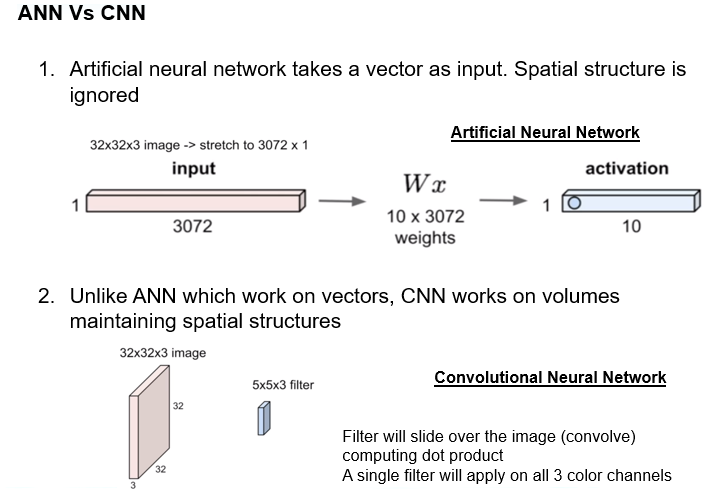 ANN Vs CNN
1. Artificial neural network takes a vector as input. Spatial structure is
ignored
Artificial Neural Network
32x32x3 image -> stretch to 3072 x 1
input
activation
Wx
1
1
10 x 3072
weights
3072
10
2. Unlike ANN which work on vectors, CNN works on volumes
maintaining spatial structures
32x32x3 image
Convolutional Neural Network
5x5x3 filter
32
Filter will slide over the image (convolve)
computing dot product
32
A single filter will apply on all 3 color channels
3